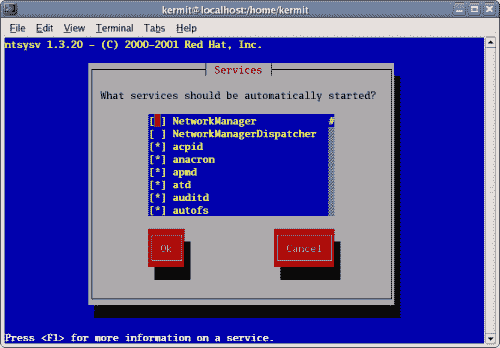 kermit@localhost:/home/kermit
File Edit View Terminal Tabs Help
ntsysv 1.3.20 - (C) 2000-2001 Red Hat, Inc.
Services
What services should be automatically started?
[ ] NetworkManager #
[ ] NetworkManagerDispatcher
[*] acpid
[*] anacron
[*] apmd
[*] atd
[*] auditd
[*] autofs
Ok Cancel
Press <F1> for more information on a service.